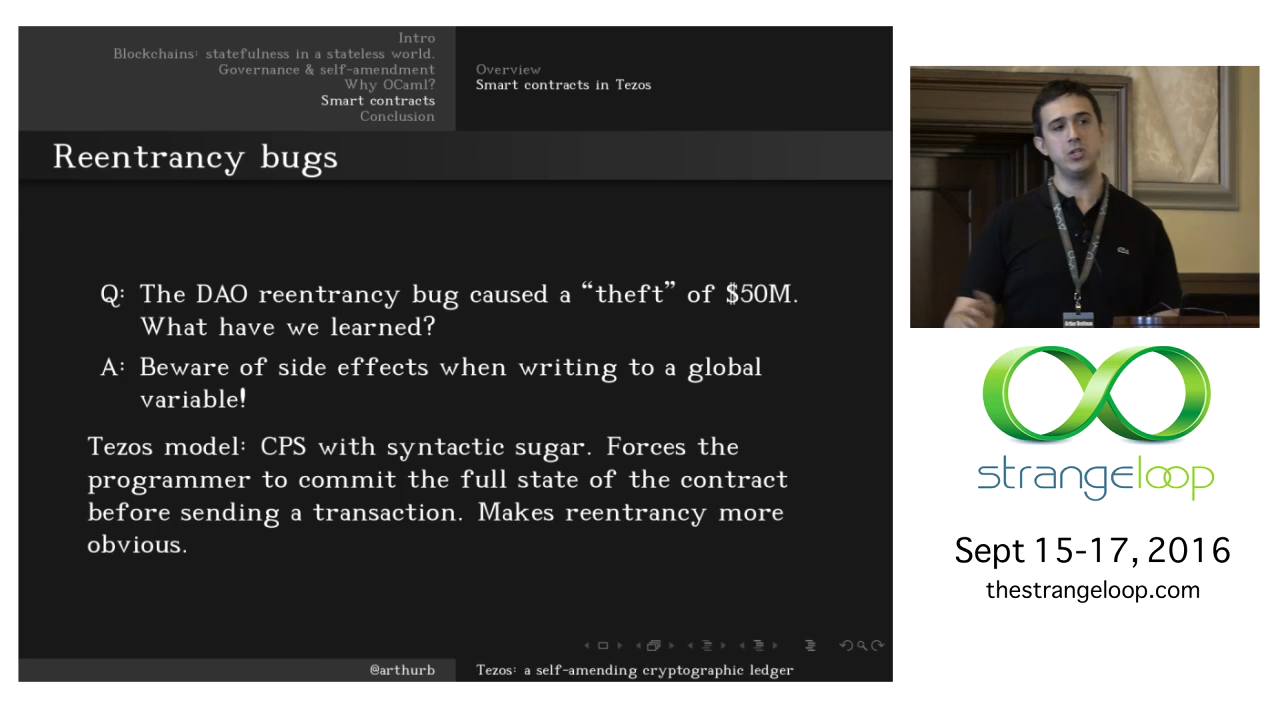 Intro
Blockchains: statefulness in a stateless world.
Governance & self-amendment
Why OCaml?
Smart contracts
Conclusion
Overview
Smart contracts in Tezos
Reentrancy bugs
Q: The DAO reentrancy bug caused a “theft” of $50M.
What have we learned?
A: Beware of side effects when writing to a global
variable!
Tezos model: CPS with syntactic sugar. Forces the
programmer to commit the full state of the contract
before sending a transaction. Makes reentrancy more
obvious.
@arthurb
Tezos: a self-amending cryptographic ledger
strangeloop
Sept 15-17, 2016
thestrangeloop.com